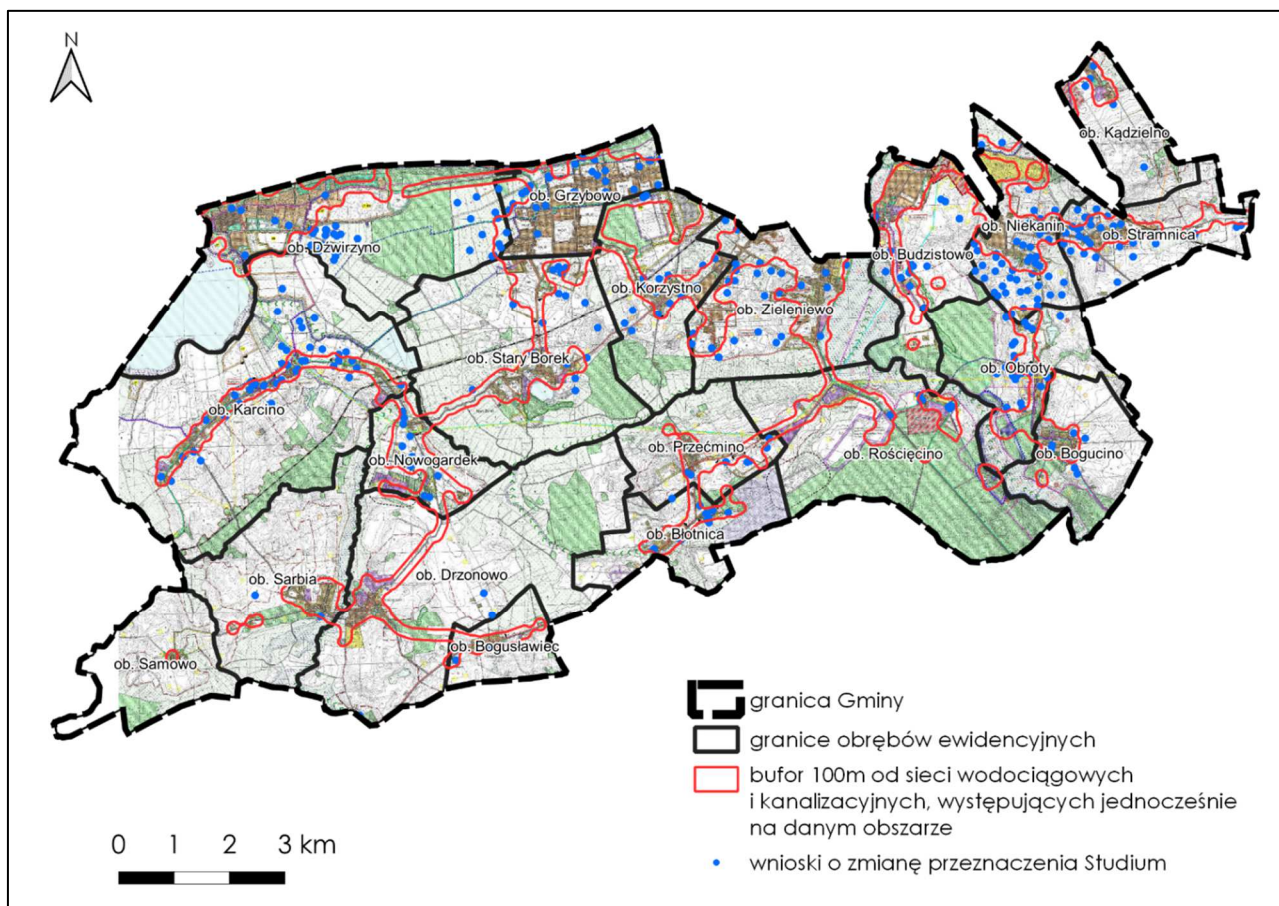 N
ob. Kądzielno
ob. Grzybowo
ob. Niekanin
ob. Stramnica
ob. Dźwirzyno
ob. Budzistowo
ob. Korzystno
ob. Zieleniewo
ob. Stary Borek
ob. Obroty
ob. Karcino
ob. Przećmino
ob. Rościęcino
ob. Bogucino
ob. Nowogardek
ob. Błotnica
ob. Sarbia
ob. Drzonowo
ob. Bogusławiec
ob. Samowo
granica Gminy
granice obrębów ewidencyjnych
bufor 100m od sieci wodociągowych
i kanalizacyjnych, występujących jednocześnie
na danym obszarze
wnioski o zmianę przeznaczenia Studium
0 1 2 3 km